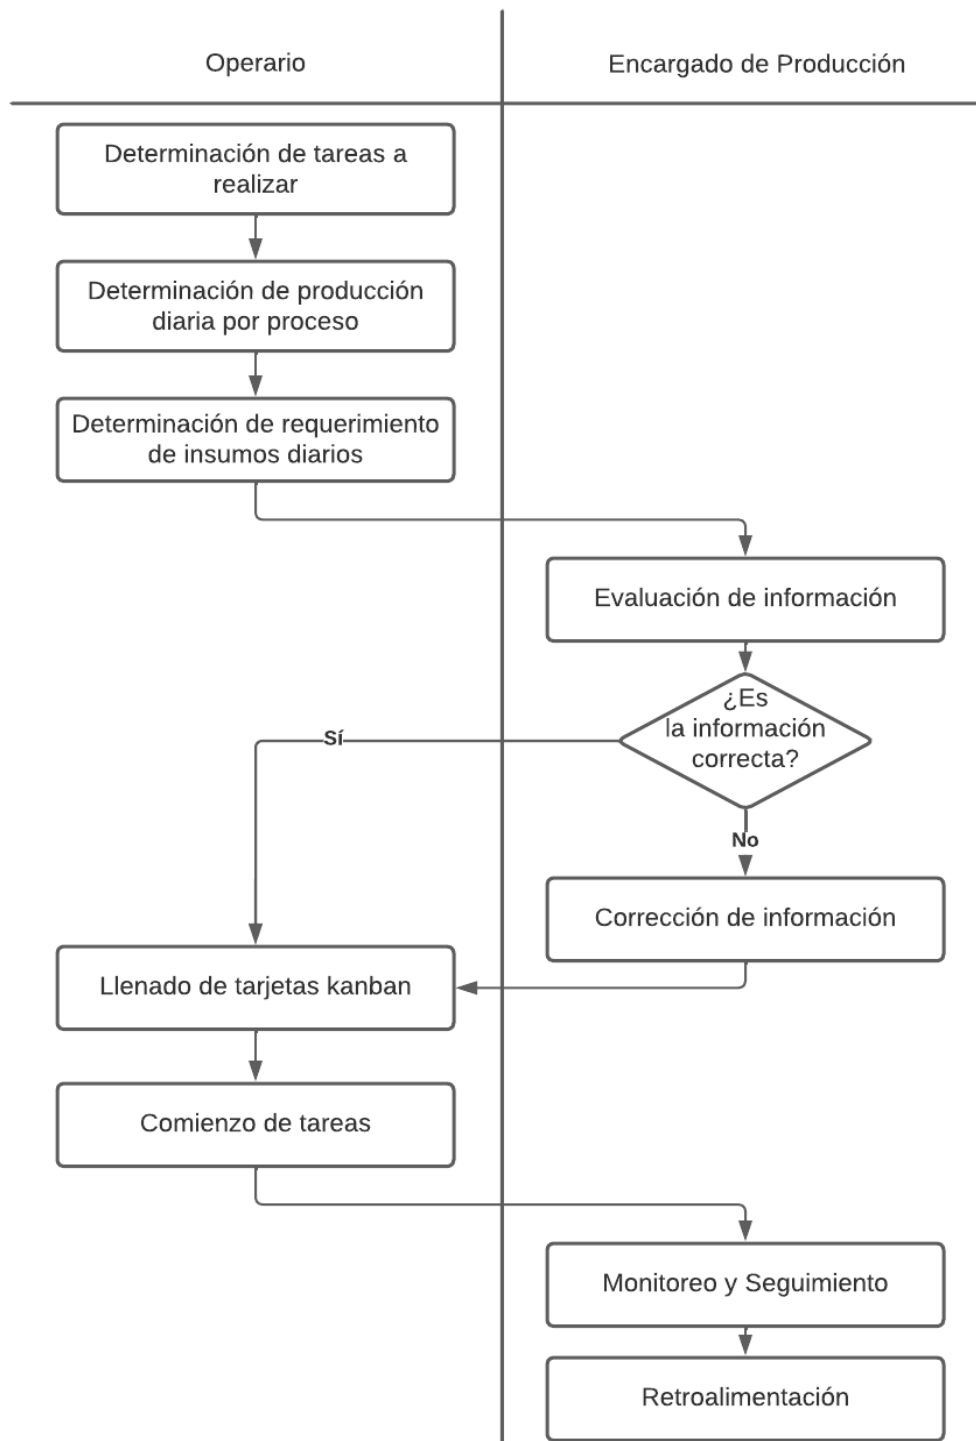 Operario
Encargado de Producción
Determinación de tareas a
realizar
Determinación de producción
diaria por proceso
Determinación de requerimiento
de insumos diarios
Evaluación de información
¿Es
la información
correcta?
Sí
No
Corrección de información
Llenado de tarjetas kanban
Comienzo de tareas
Monitoreo y Seguimiento
Retroalimentación